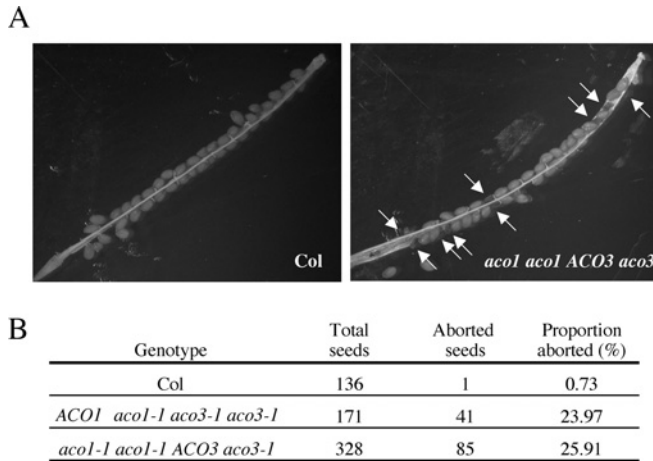 A
Col
aco1 aco1 ACO3 aco3
B
Genotype Total seeds Aborted seeds Proportion aborted (%)
Col 136 1 0.73
ACO1 aco1-1 aco3-1 aco3-1 171 41 23.97
aco1-1 aco1-1 ACO3 aco3-1 328 85 25.91